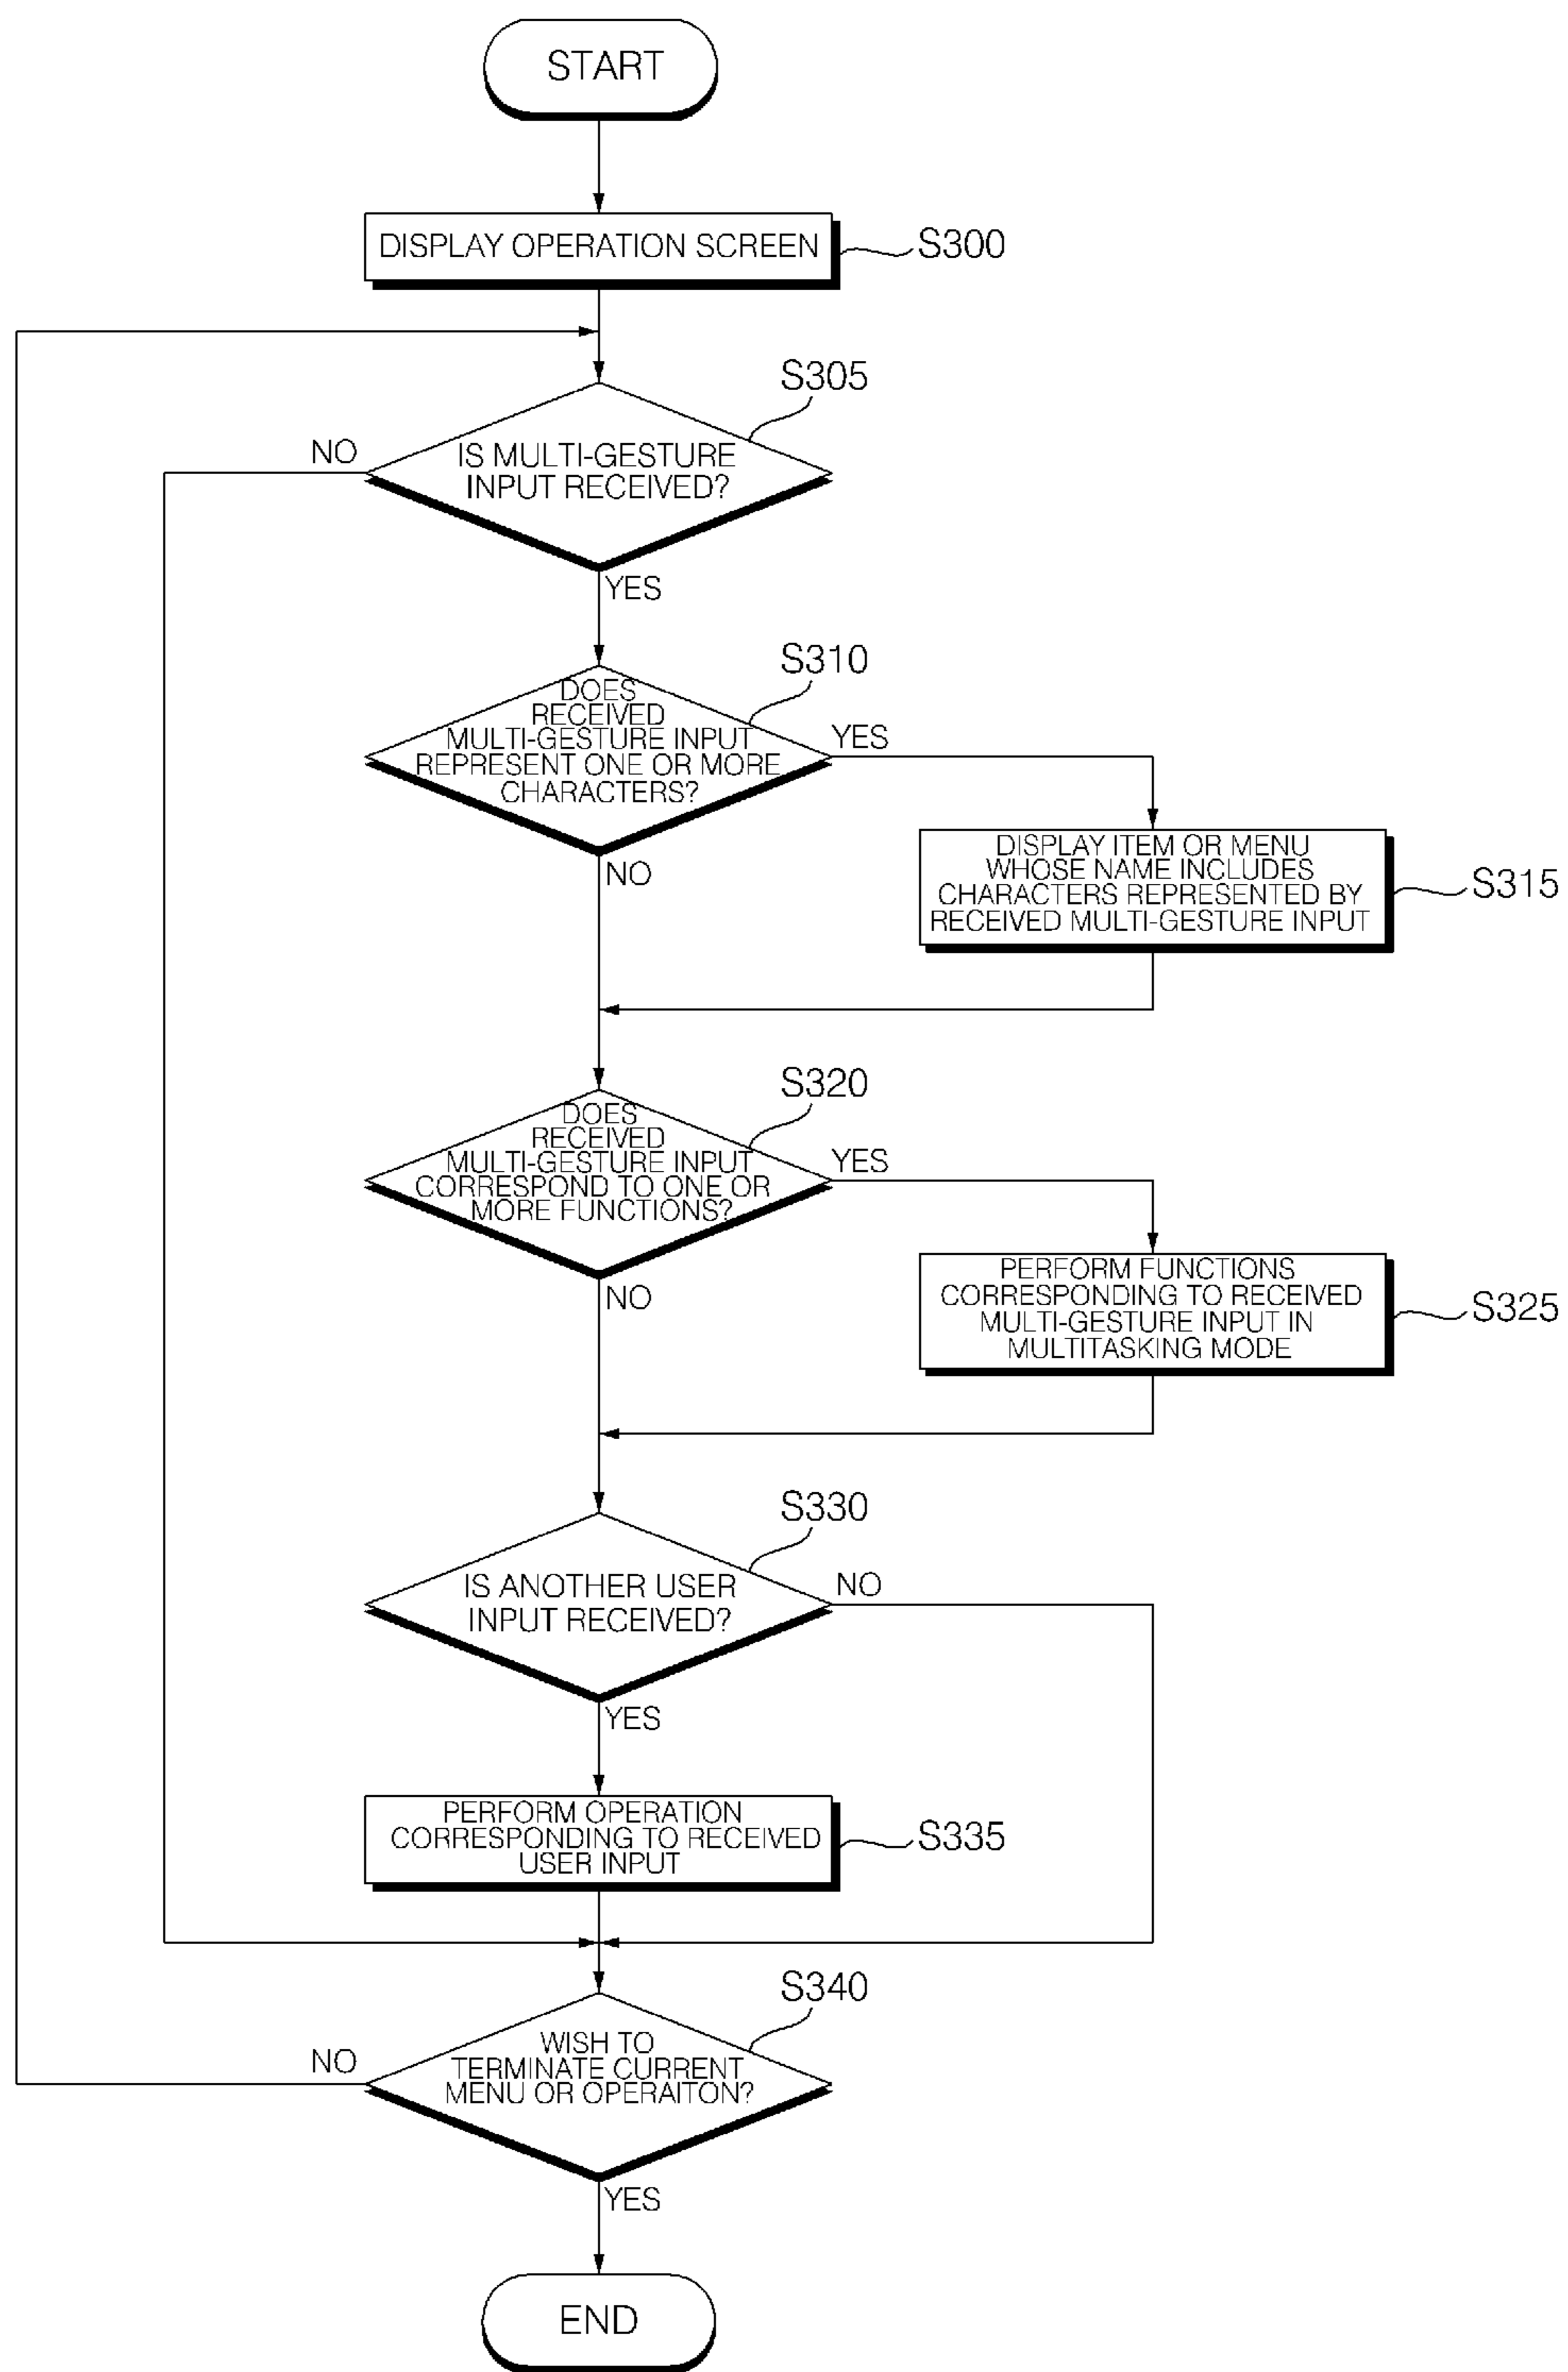 START
DISPLAY OPERATION SCREEN
S300
S305
NO
IS MULTI-GESTURE
INPUT RECEIVED?
YES
S310
DOES
RECEIVED
MULTI-GESTURE INPUT
REPRESENT ONE OR MORE
CHARACTERS?
YES
NO
DISPLAY ITEM OR MENU
WHOSE NAME INCLUDES
CHARACTERS REPRESENTED BY
RECEIVED MULTI-GESTURE INPUT
S315
S320
DOES
RECEIVED
MULTI-GESTURE INPUT
CORRESPOND TO ONE OR
MORE FUNCTIONS?
YES
NO
PERFORM FUNCTIONS
CORRESPONDING TO RECEIVED
MULTI-GESTURE INPUT IN
MULTITASKING MODE
S325
S330
IS ANOTHER USER
INPUT RECEIVED?
NO
YES
PERFORM OPERATION
CORRESPONDING TO RECEIVED
USER INPUT
S335
S340
NO
WISH TO
TERMINATE CURRENT
MENU OR OPERAITON?
YES
END